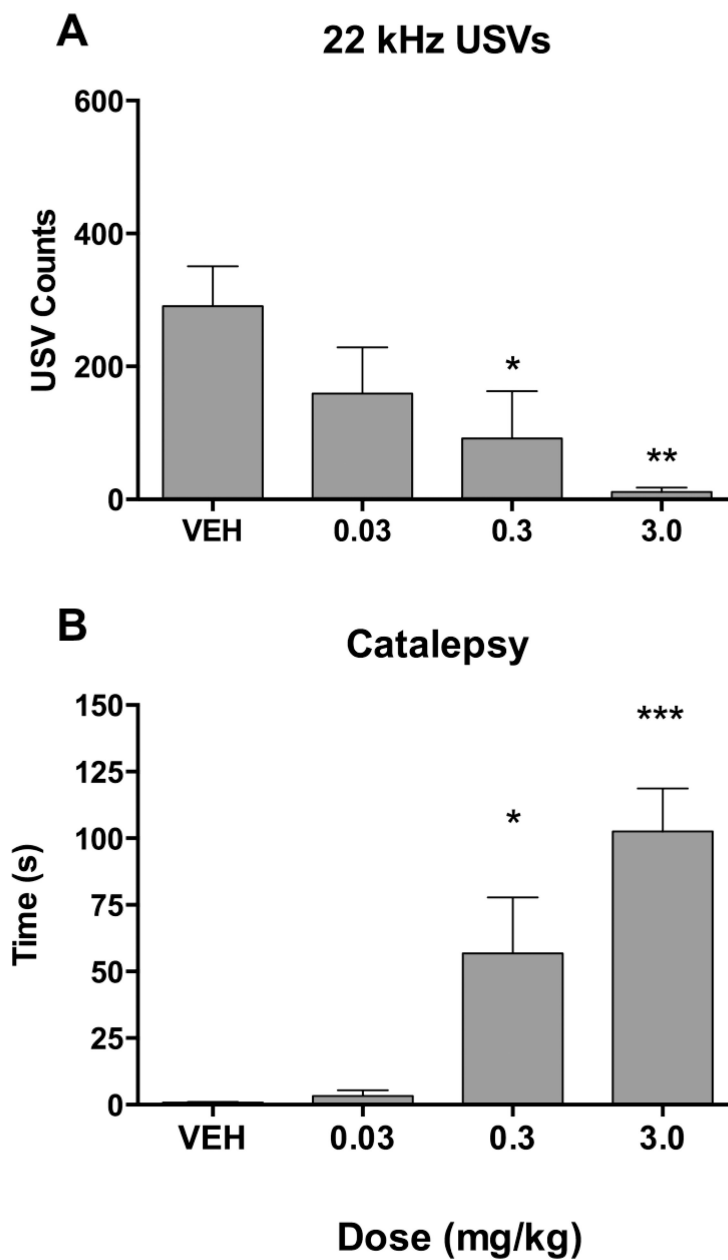 A
22 kHz USVs
600
400
200
0
USV Counts
*
**
VEH 0.03 0.3 3.0
B
Catalepsy
150
125
100
75
50
25
0
Time (s)
*
***
VEH 0.03 0.3 3.0
Dose (mg/kg)